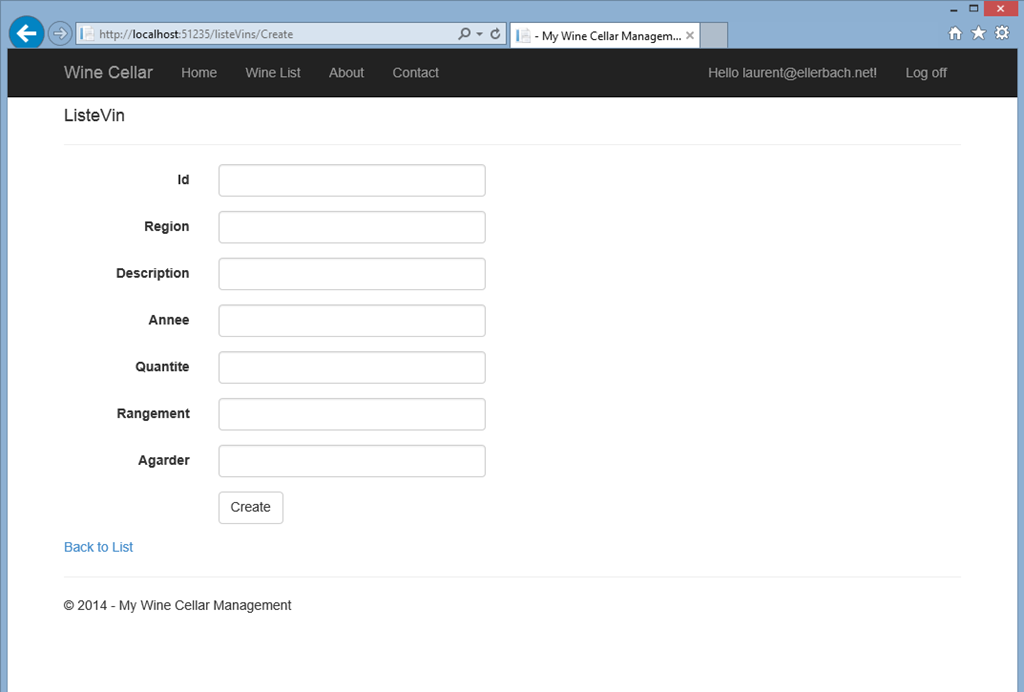 http://localhost:51235/listeVins/Create
- My Wine Cellar Managem...
Wine Cellar Home Wine List About Contact Hello laurent@ellerbach.net! Log off
ListeVin
Id
Region
Description
Annee
Quantite
Rangement
Agarder
Create
Back to List
© 2014 - My Wine Cellar Management